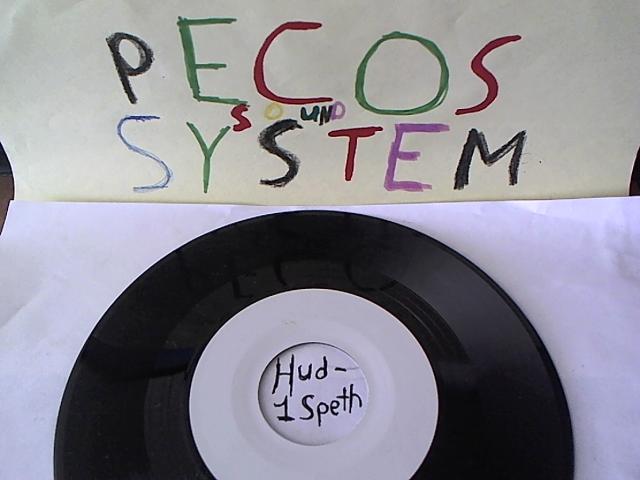 PECOS
SOUND
SYSTEM
Hud-
1 Speth